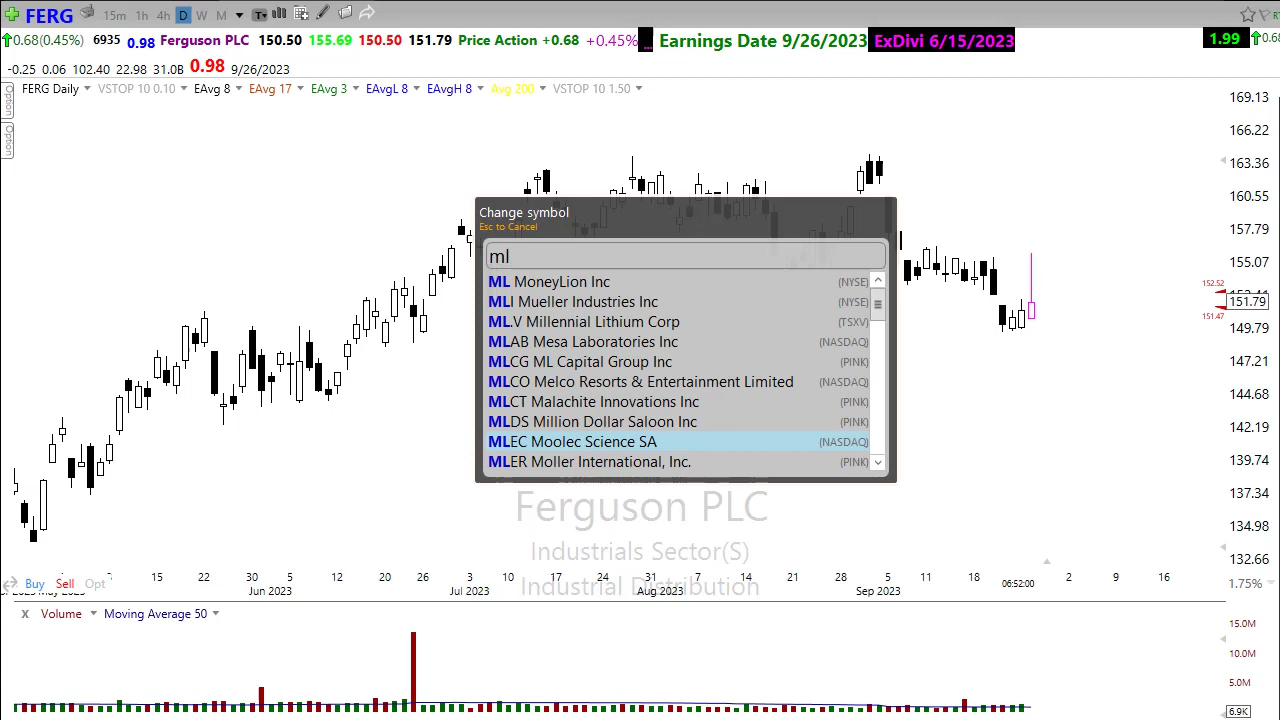 FERG 15m 1h 4h D W M T
0.68(0.45%) 6935 0.98 Ferguson PLC 150.50 155.69 150.50 151.79 Price Action +0.68 +0.45% ... Earnings Date 9/26/2023 ExDivi 6/15/2023 1.99 0.68
-0.25 0.06 102.40 22.98 31.0B 0.98 9/26/2023
FERG Daily VSTOP 10 0.10 EAvg 8 EAvg 17 EAvg 3 EAvgL 8 EAvgH 8 Avg 200 VSTOP 10 1.50
Option
Option
169.13
166.22
163.36
160.55
157.79
155.07
152.52
151.79
151.47
149.79
147.21
144.68
142.19
139.74
137.34
134.98
132.66
1.75%
Change symbol
Esc to Cancel
ml
ML MoneyLion Inc (NYSE)
MLI Mueller Industries Inc (NYSE)
ML.V Millennial Lithium Corp (TSXV)
MLAB Mesa Laboratories Inc (NASDAQ)
MLCG ML Capital Group Inc (PINK)
MLCO Melco Resorts & Entertainment Limited (NASDAQ)
MLCT Malachite Innovations Inc (PINK)
MLDS Million Dollar Saloon Inc (PINK)
MLEC Moolec Science SA (NASDAQ)
MLER Moller International, Inc. (PINK)
Ferguson PLC
Industrials Sector(S)
Industrial Distribution
Buy Sell Opt
15 22 30 5 12 20 26 3 10 17 24 31 7 14 21 28 5 11 18 06:52:00 2 9 16
May 2023 Jun 2023 Jul 2023 Aug 2023 Sep 2023
X Volume Moving Average 50
15.0M
10.0M
5.0M
6.9K